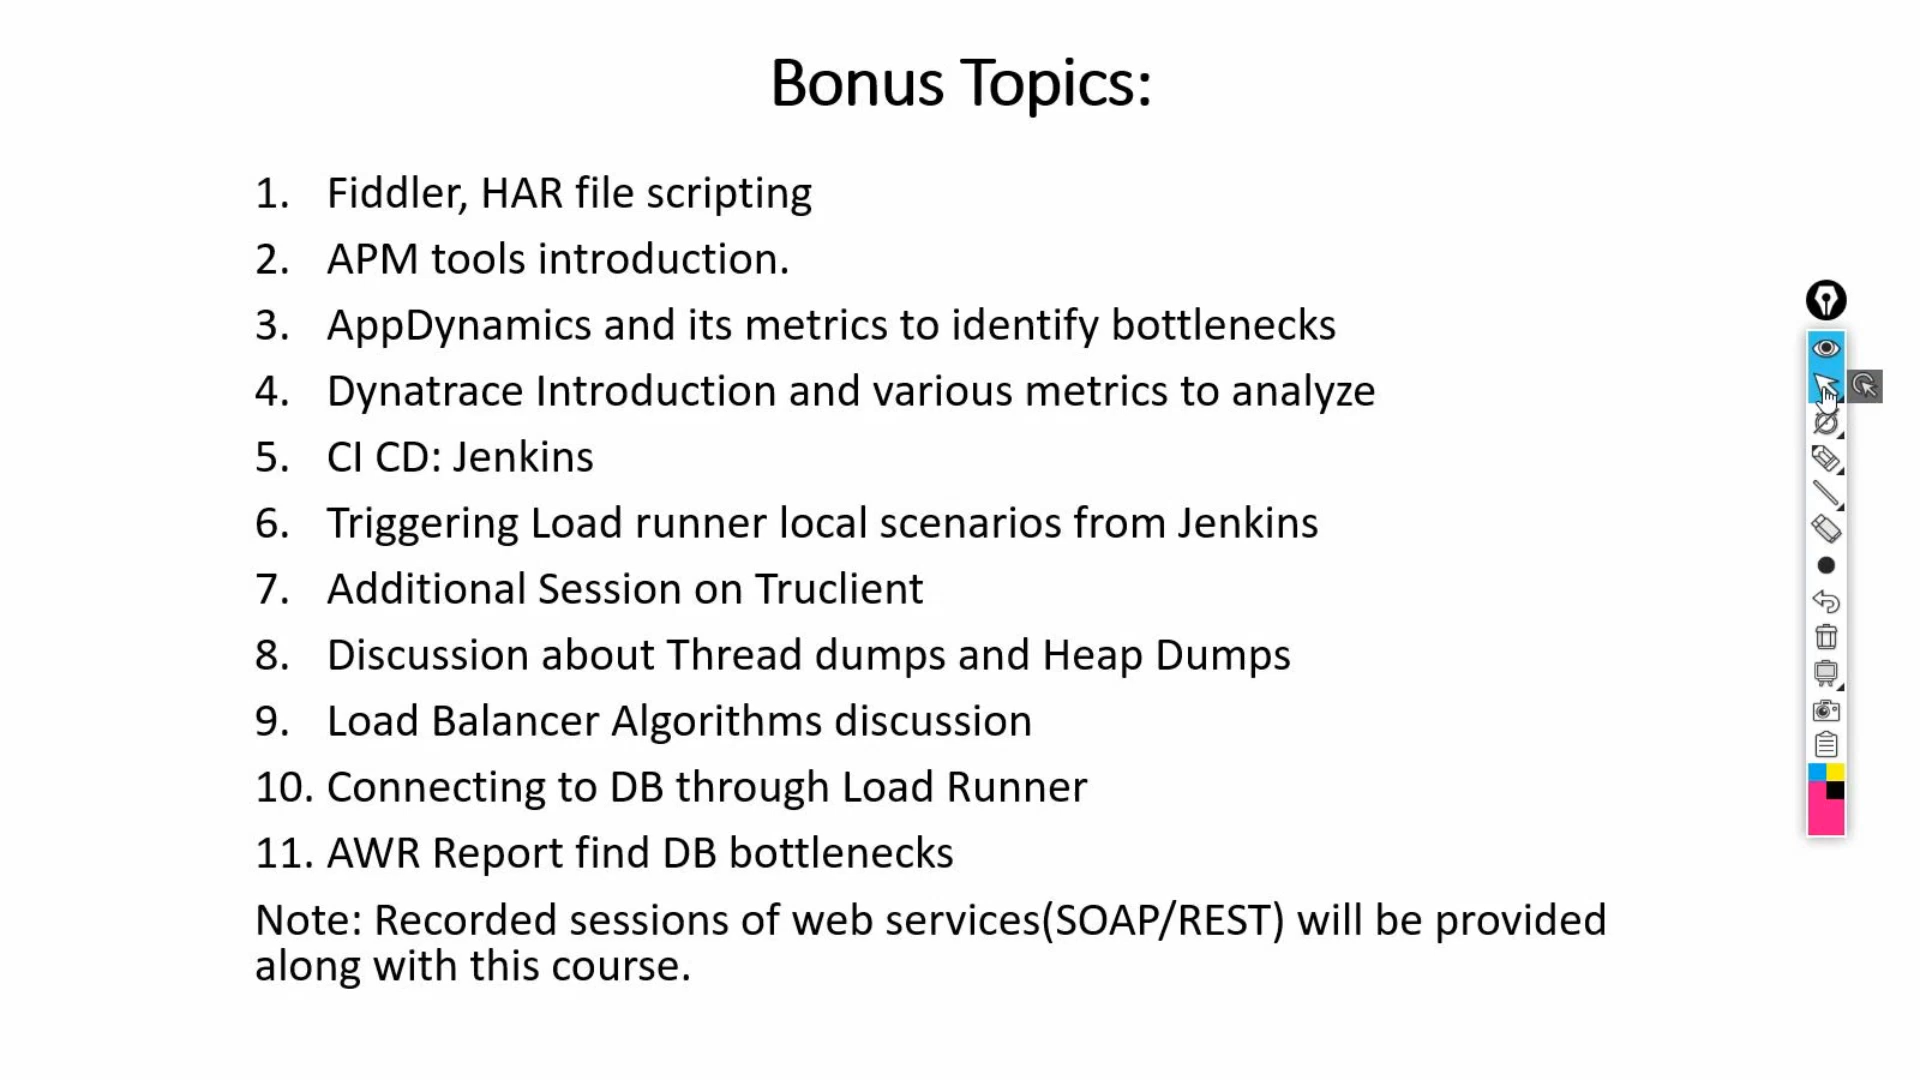 Bonus Topics:
1. Fiddler, HAR file scripting
2. APM tools introduction.
3. AppDynamics and its metrics to identify bottlenecks
4. Dynatrace Introduction and various metrics to analyze
5. CI CD: Jenkins
6. Triggering Load runner local scenarios from Jenkins
7. Additional Session on Truclient
8. Discussion about Thread dumps and Heap Dumps
9. Load Balancer Algorithms discussion
10. Connecting to DB through Load Runner
11. AWR Report find DB bottlenecks
Note: Recorded sessions of web services(SOAP/REST) will be provided
along with this course.